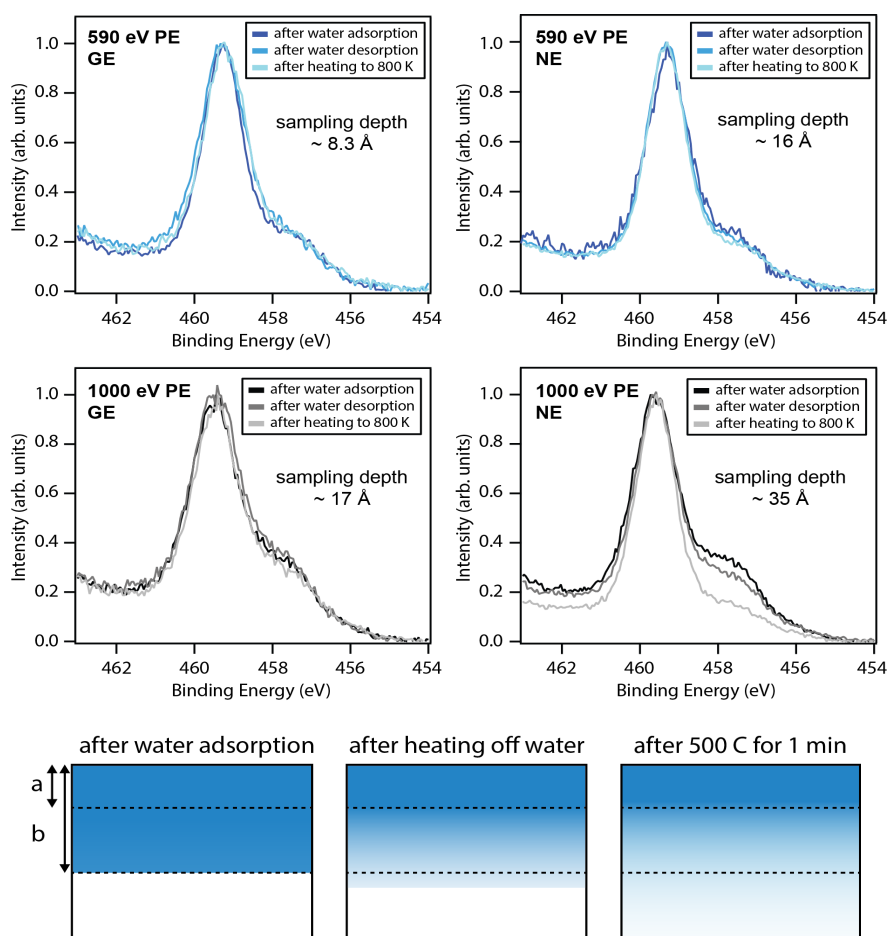 590 eV PE
GE
after water adsorption
after water desorption
after heating to 800 K
sampling depth
~ 8.3 Å
Intensity (arb. units)
1.0
0.8
0.6
0.4
0.2
0.0
462
460
458
456
454
Binding Energy (eV)
590 eV PE
NE
after water adsorption
after water desorption
after heating to 800 K
sampling depth
~ 16 Å
Intensity (arb. units)
1.0
0.8
0.6
0.4
0.2
0.0
462
460
458
456
454
Binding Energy (eV)
1000 eV PE
GE
after water adsorption
after water desorption
after heating to 800 K
sampling depth
~ 17 Å
Intensity (arb. units)
1.0
0.8
0.6
0.4
0.2
0.0
462
460
458
456
454
Binding Energy (eV)
1000 eV PE
NE
after water adsorption
after water desorption
after heating to 800 K
sampling depth
~ 35 Å
Intensity (arb. units)
1.0
0.8
0.6
0.4
0.2
0.0
462
460
458
456
454
Binding Energy (eV)
after water adsorption
after heating off water
after 500 C for 1 min
a
b